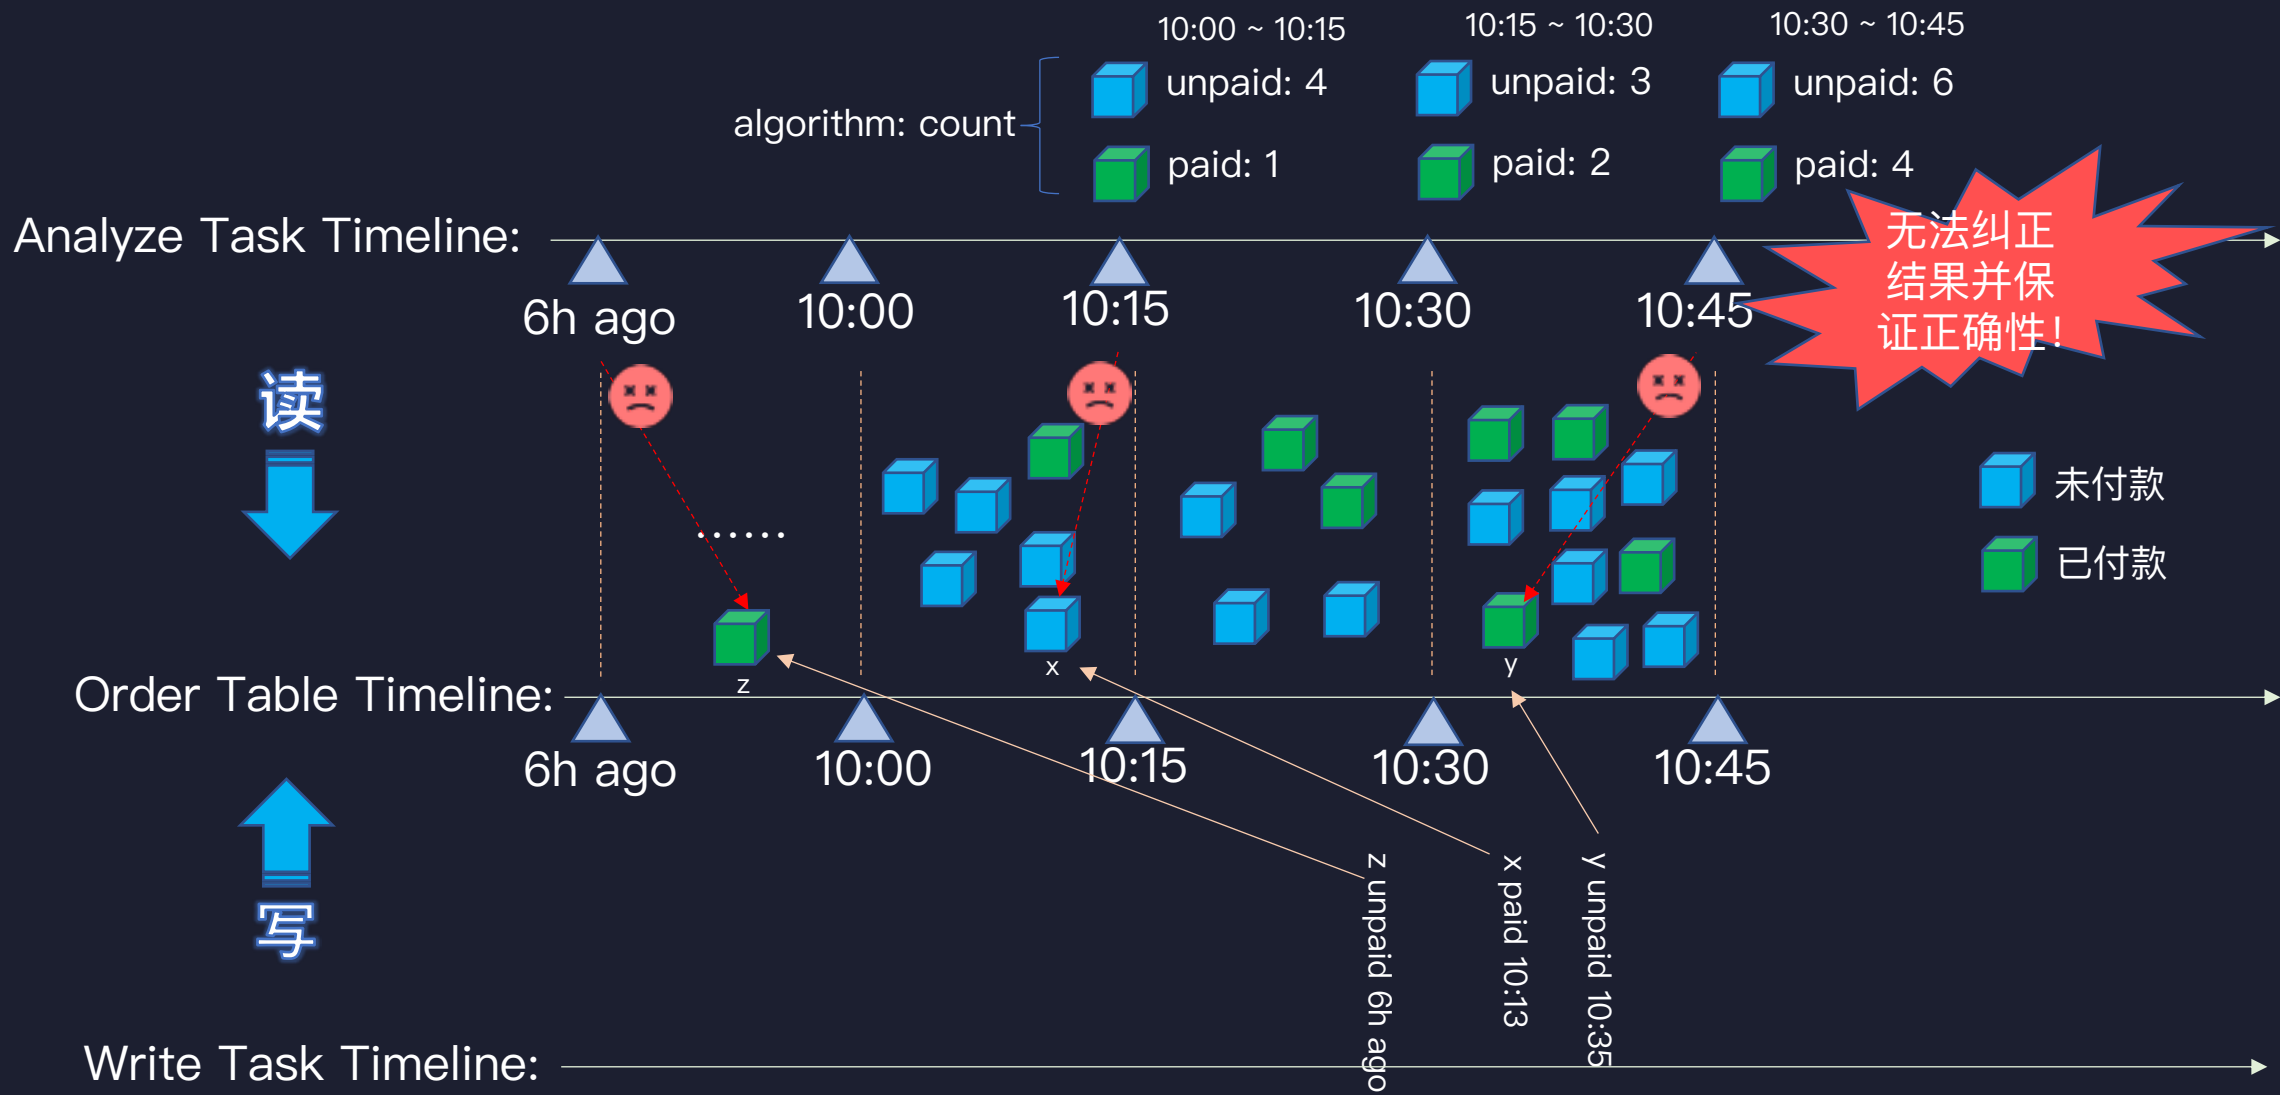 10:00 ~ 10:15
10:15 ~ 10:30
10:30 ~ 10:45
unpaid: 4
unpaid: 3
unpaid: 6
algorithm: count
paid: 1
paid: 2
paid: 4
Analyze Task Timeline:
无法纠正
结果并保
证正确性!
6h ago
10:00
10:15
10:30
10:45
读
......
未付款
已付款
z
x
y
Order Table Timeline:
6h ago
10:00
10:15
10:30
10:45
z unpaid 6h ago
x paid 10:13
y unpaid 10:35
写
Write Task Timeline: